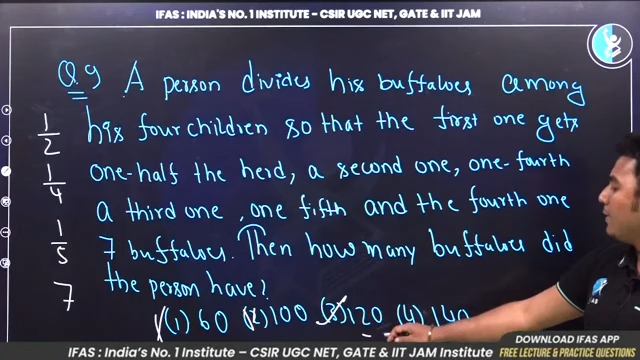 IFAS : INDIA'S NO. 1 INSTITUTE – CSIR UGC NET, GATE & IIT JAM
Q.9 A person divides his buffaloes among
his four children so that the first one gets
one-half the herd, a second one, one-fourth
a third one, one fifth and the fourth one
7 buffaloes. Then how many buffaloes did
the person have?
(1) 60 (2) 100 (3) 120 (4) 140
1/2
1/4
1/5
7
DOWNLOAD IFAS APP
FREE LECTURE & PRACTICE QUESTIONS
IFAS: India's No. 1 Institute – CSIR UGC NET, GATE & IIT JAM Institute